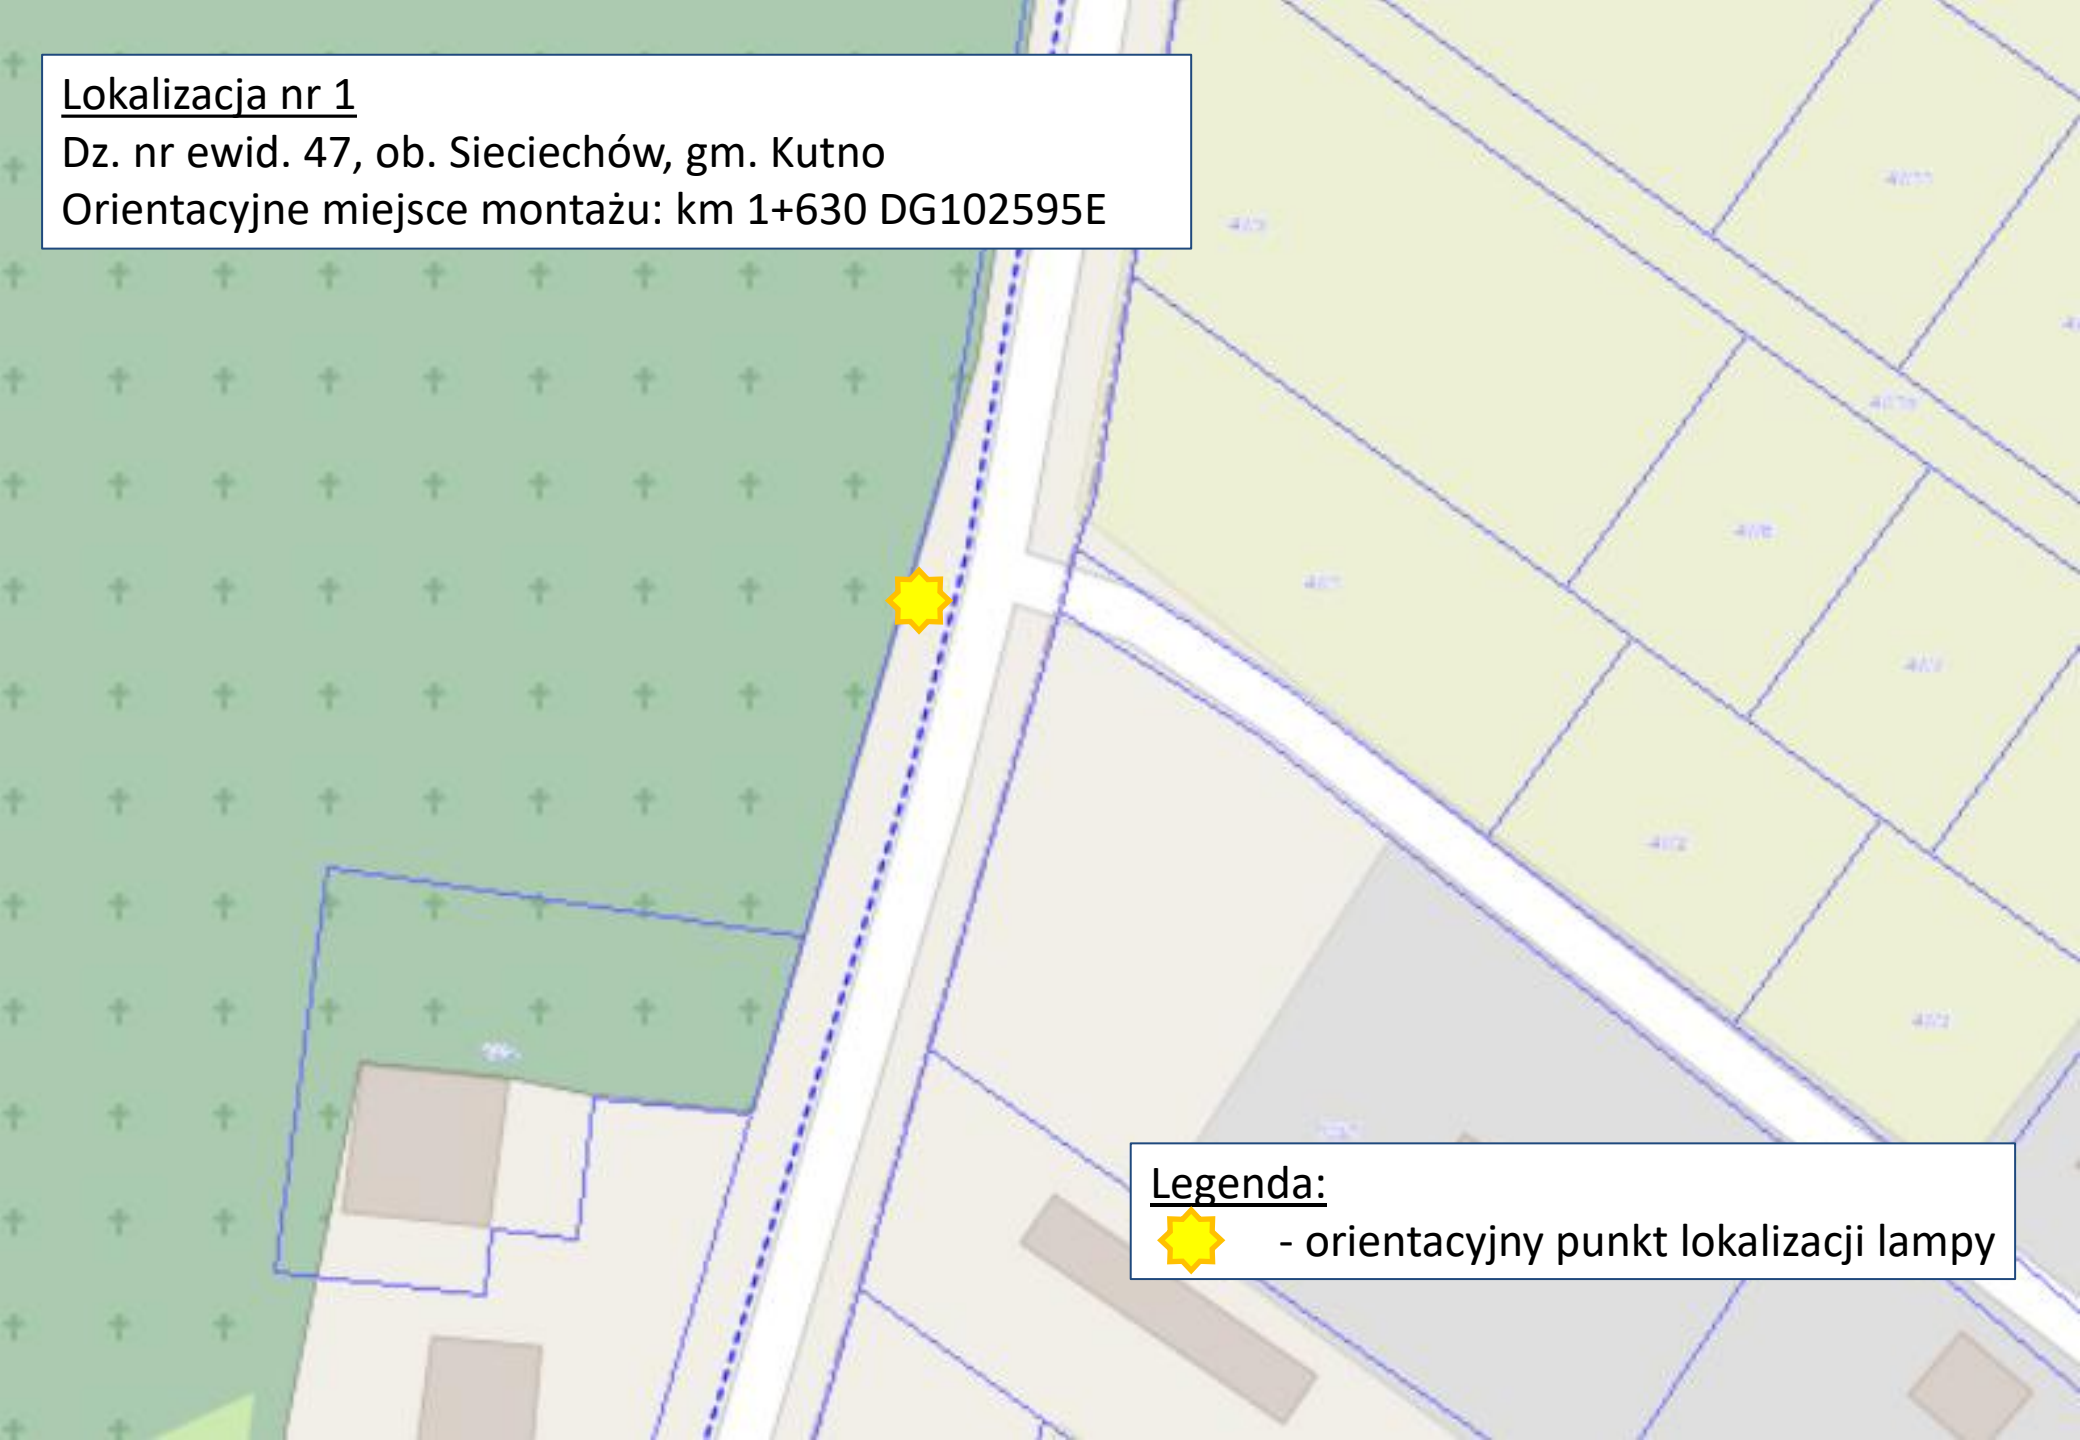 Lokalizacja nr 1
Dz. nr ewid. 47, ob. Sieciechów, gm. Kutno
Orientacyjne miejsce montażu: km 1+630 DG102595E
Legenda:
- orientacyjny punkt lokalizacji lampy